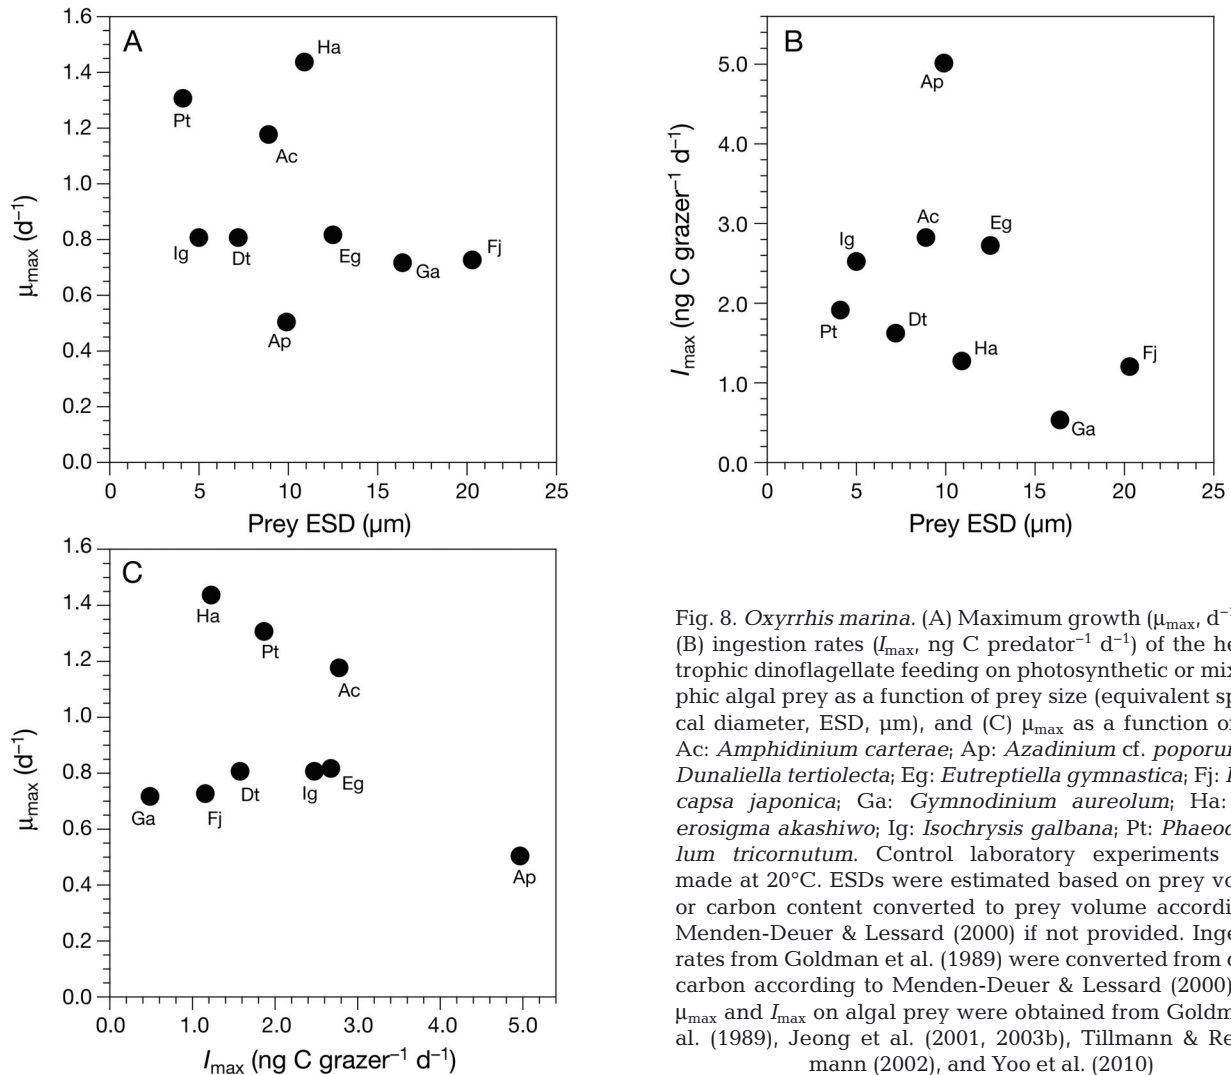 A
1.6
1.4
1.2
1.0
0.8
0.6
0.4
0.2
0.0
μmax (d⁻¹)
Ha
Pt
Ac
Ig
Dt
Eg
Ga
Fj
Ap
0
5
10
15
20
25
Prey ESD (μm)
B
5.0
4.0
3.0
2.0
1.0
0.0
Imax (ng C grazer⁻¹ d⁻¹)
Ap
Ac
Eg
Ig
Pt
Dt
Ha
Fj
Ga
0
5
10
15
20
25
Prey ESD (μm)
C
1.6
1.4
1.2
1.0
0.8
0.6
0.4
0.2
0.0
μmax (d⁻¹)
Ha
Pt
Ac
Ga
Fj
Dt
Ig
Eg
Ap
0.0
1.0
2.0
3.0
4.0
5.0
Imax (ng C grazer⁻¹ d⁻¹)
Fig. 8. Oxyrrhis marina. (A) Maximum growth (μmax, d⁻
(B) ingestion rates (Imax, ng C predator⁻¹ d⁻¹) of the he
trophic dinoflagellate feeding on photosynthetic or mix
phic algal prey as a function of prey size (equivalent sp
cal diameter, ESD, μm), and (C) μmax as a function o
Ac: Amphidinium carterae; Ap: Azadinium cf. poporu
Dunaliella tertiolecta; Eg: Eutreptiella gymnastica; Fj:
capsa japonica; Ga: Gymnodinium aureolum; Ha:
erosigma akashiwo; Ig: Isochrysis galbana; Pt: Phaeod
lum tricornutum. Control laboratory experiments
made at 20°C. ESDs were estimated based on prey vo
or carbon content converted to prey volume accordi
Menden-Deuer & Lessard (2000) if not provided. Inge
rates from Goldman et al. (1989) were converted from c
carbon according to Menden-Deuer & Lessard (2000)
μmax and Imax on algal prey were obtained from Goldm
al. (1989), Jeong et al. (2001, 2003b), Tillmann & Re
mann (2002), and Yoo et al. (2010)